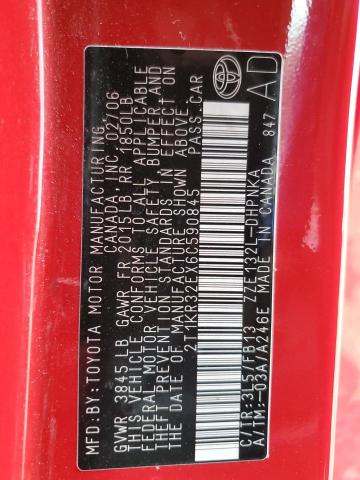 MFD. BY: TOYOTA MOTOR MANUFACTURING
CANADA, INC. 02/06
GVWR 3845 LB GAWR FR 2015 LB RR 1872 LB
THIS VEHICLE CONFORMS TO ALL APPLICABLE
FEDERAL MOTOR VEHICLE SAFETY BUMPER, AND
THEFT PREVENTION STANDARDS IN EFFECT ON
THE DATE OF MANUFACTURE SHOWN ABOVE.
2T1KR32EX6C590845 PASS. CAR
C/TR: 3L5/FB13 ZZE132L-DHPNKA
A/TM: -03A/A246E MADE IN CANADA 847
AD